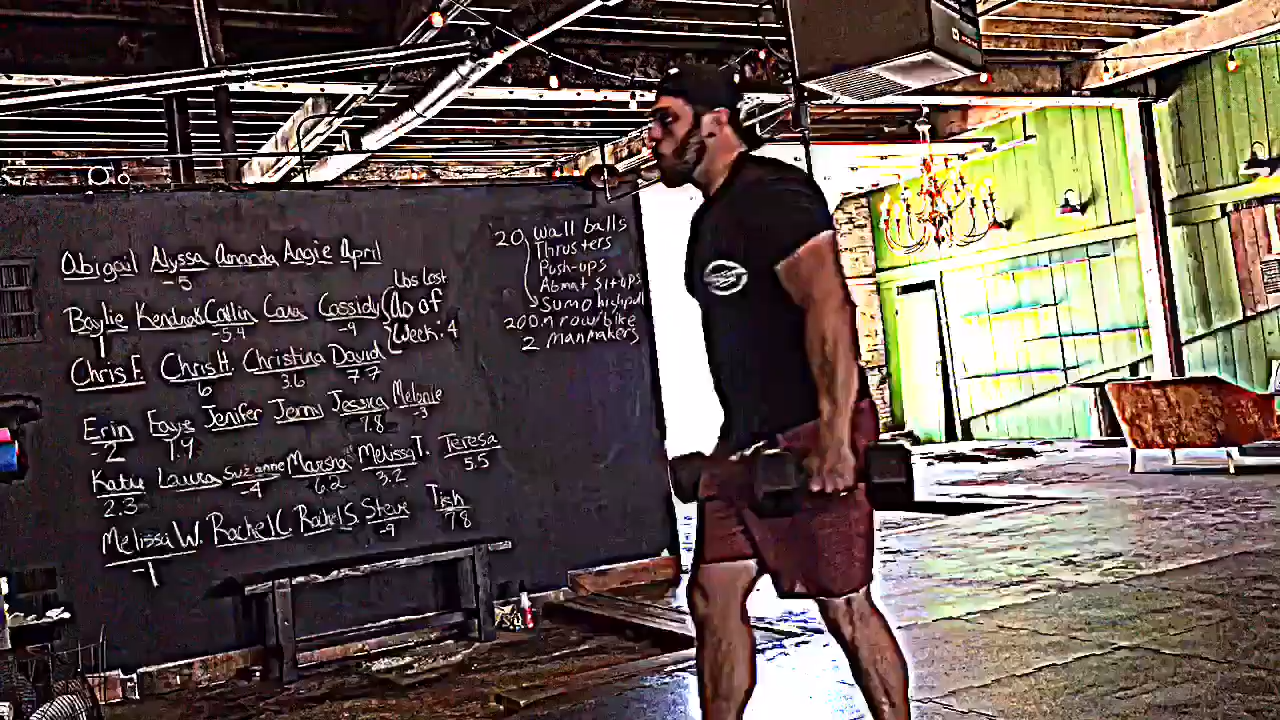 Abigail Alyssa Amanda Angie April
-5
Lbs lost
Baylie Kendra Caitlin Cara Cassidy As of
1 -5.4 -9 Week: 4
Chris F. Chris H. Christina David
6 3.6 77
Erin Faye Jenifer Jenny Jessica Melanie
-2 1.4 7.8 -3
Katie Laura Suzanne Marsha Melissa T. Teresa
2.3 -4 6.2 3.2 5.5
Melissa W. Rachel C. Rachel S. Steve Tish
-1 -9 7.8
20 wall balls
Thrusters
Push-ups
Abmat situps
Sumo highpull
200m row/bike
2 Manmakers